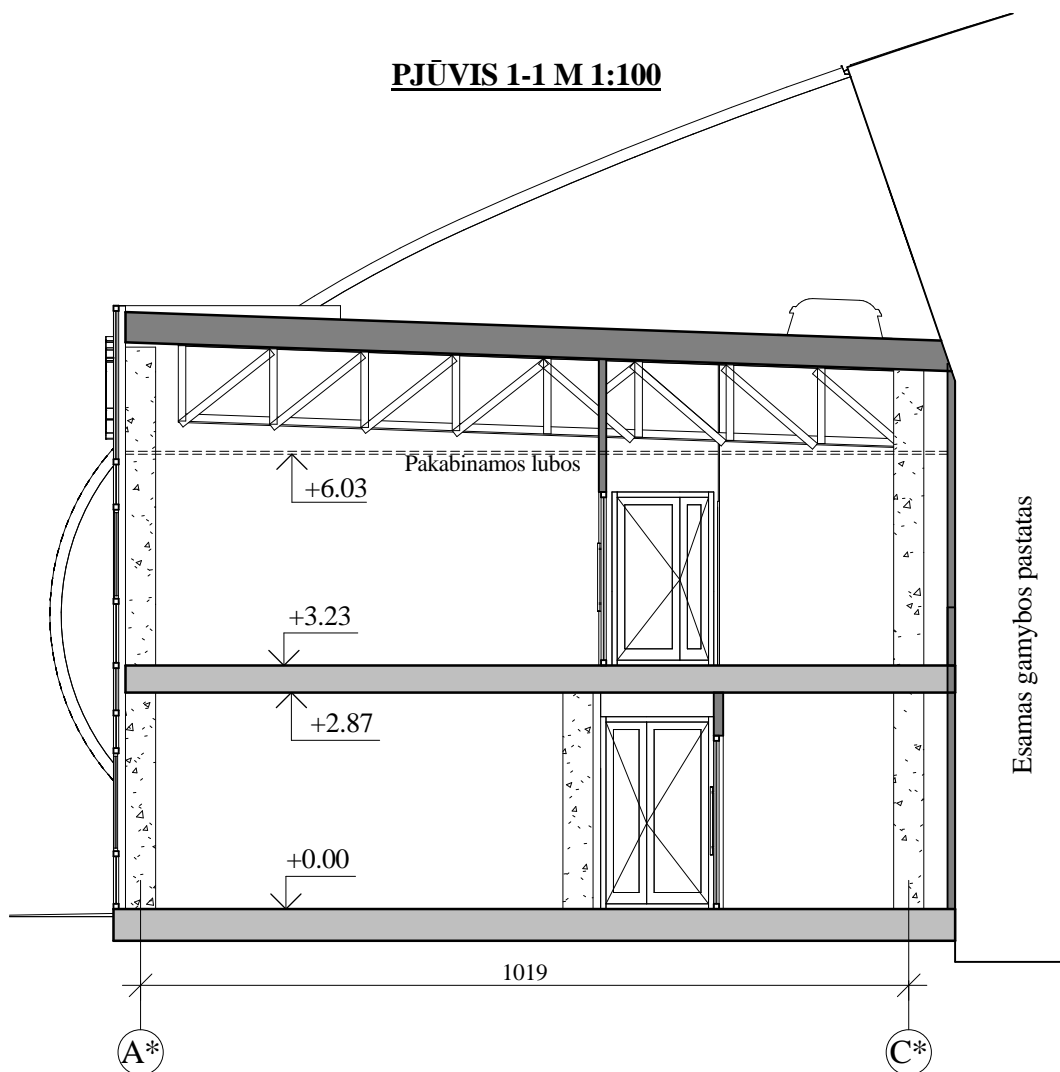 PJŪVIS 1-1 M 1:100
Pakabinamos lubos
+6.03
+3.23
+2.87
+0.00
Esamas gamybos pastatas
1019
A*
C*